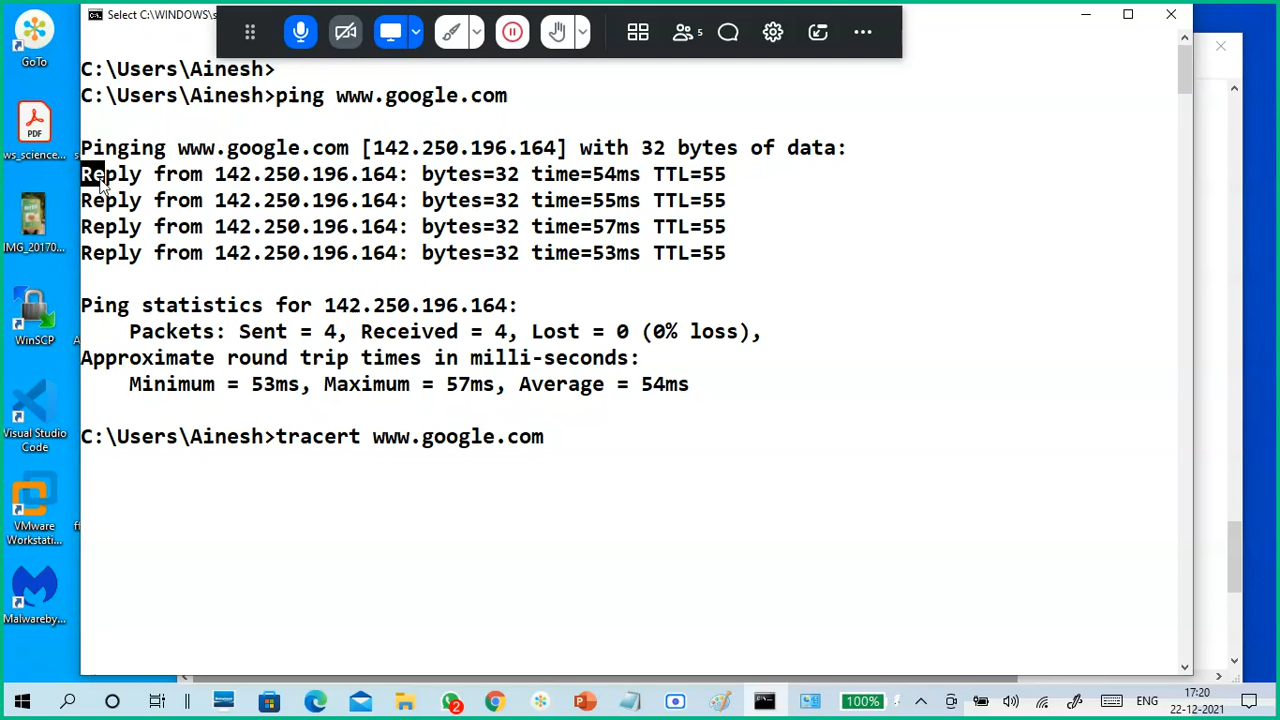 Select C:\WINDOWS\s
5
GoTo
C:\Users\Ainesh>
C:\Users\Ainesh>ping www.google.com
PDF
ws_science...
Pinging www.google.com [142.250.196.164] with 32 bytes of data:
Reply from 142.250.196.164: bytes=32 time=54ms TTL=55
Reply from 142.250.196.164: bytes=32 time=55ms TTL=55
Reply from 142.250.196.164: bytes=32 time=57ms TTL=55
Reply from 142.250.196.164: bytes=32 time=53ms TTL=55
IMG_20170...
Ping statistics for 142.250.196.164:
Packets: Sent = 4, Received = 4, Lost = 0 (0% loss),
Approximate round trip times in milli-seconds:
Minimum = 53ms, Maximum = 57ms, Average = 54ms
WinSCP
C:\Users\Ainesh>tracert www.google.com
Visual Studio
Code
VMware
Workstati...
Malwareby...
2
100%
ENG
17:20
22-12-2021